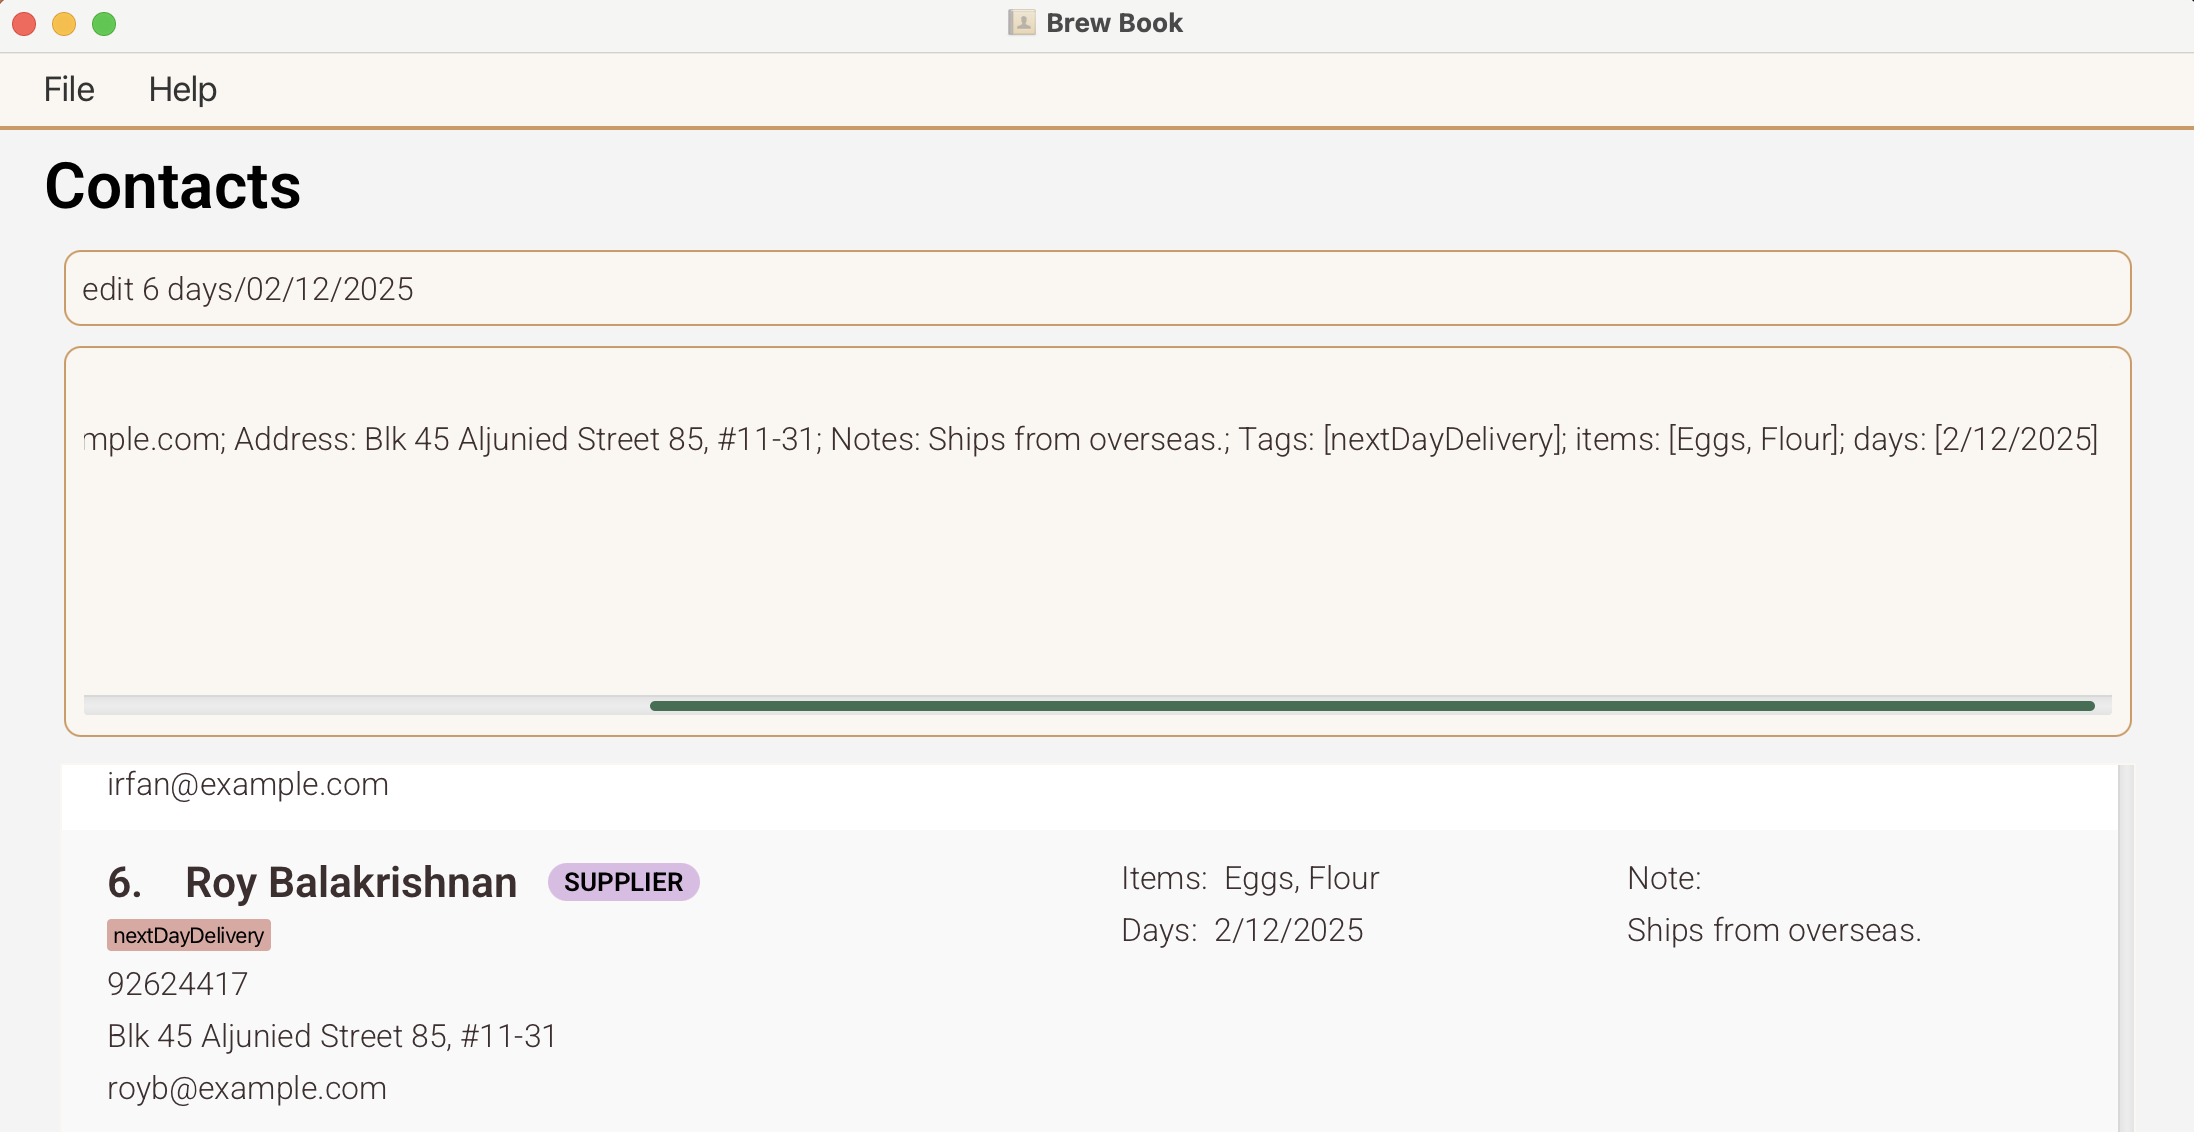 Brew Book
File Help
Contacts
edit 6 days/02/12/2025
mple.com; Address: Blk 45 Aljunied Street 85, #11-31; Notes: Ships from overseas.; Tags: [nextDayDelivery]; items: [Eggs, Flour]; days: [2/12/2025]
irfan@example.com
6. Roy Balakrishnan SUPPLIER
nextDayDelivery
92624417
Blk 45 Aljunied Street 85, #11-31
royb@example.com
Items: Eggs, Flour
Days: 2/12/2025
Note:
Ships from overseas.